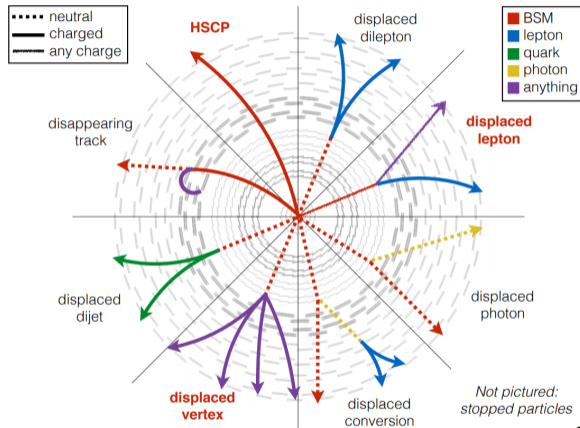 neutral
charged
any charge
HSCP
displaced
dilepton
BSM
lepton
quark
photon
anything
displaced
lepton
disappearing
track
displaced
dijet
displaced
photon
displaced
vertex
displaced
conversion
Not pictured:
stopped particles